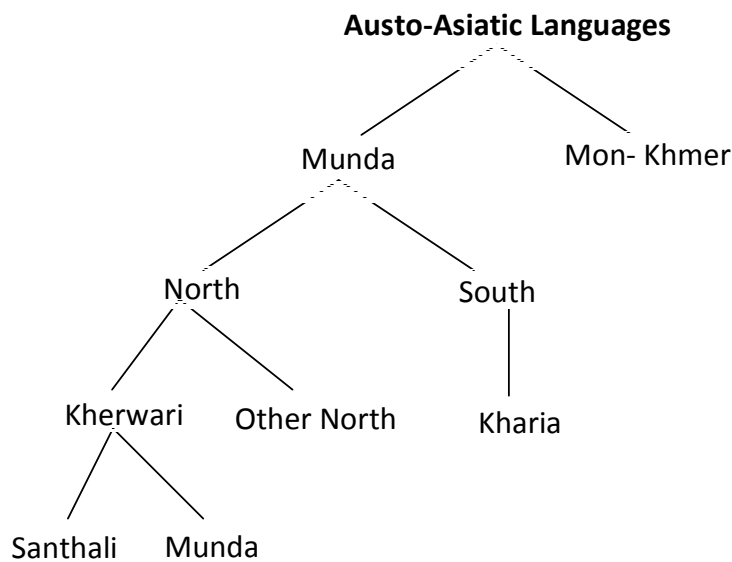 Austo-Asiatic Languages
Munda
Mon- Khmer
North
South
Kherwari
Other North
Kharia
Santhali
Munda